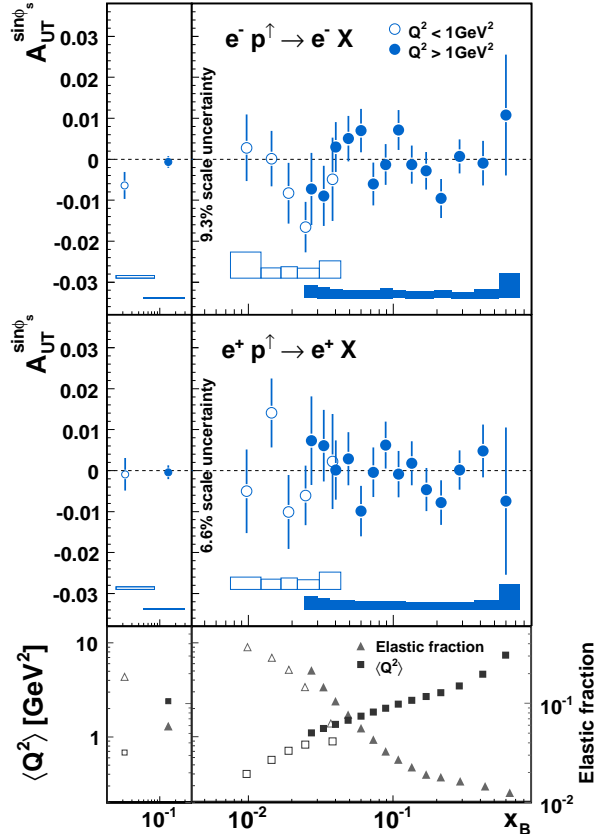 A_UT^sinϕ_s
0.03
0.02
0.01
0
-0.01
-0.02
-0.03
e⁻ p↑ → e⁻ X
Q² < 1GeV²
Q² > 1GeV²
9.3% scale uncertainty
A_UT^sinϕ_s
0.03
0.02
0.01
0
-0.01
-0.02
-0.03
e⁺ p↑ → e⁺ X
6.6% scale uncertainty
⟨Q²⟩ [GeV²]
10
1
Elastic fraction
⟨Q²⟩
10⁻¹
10⁻²
Elastic fraction
10⁻¹
10⁻²
10⁻¹
x_B
1